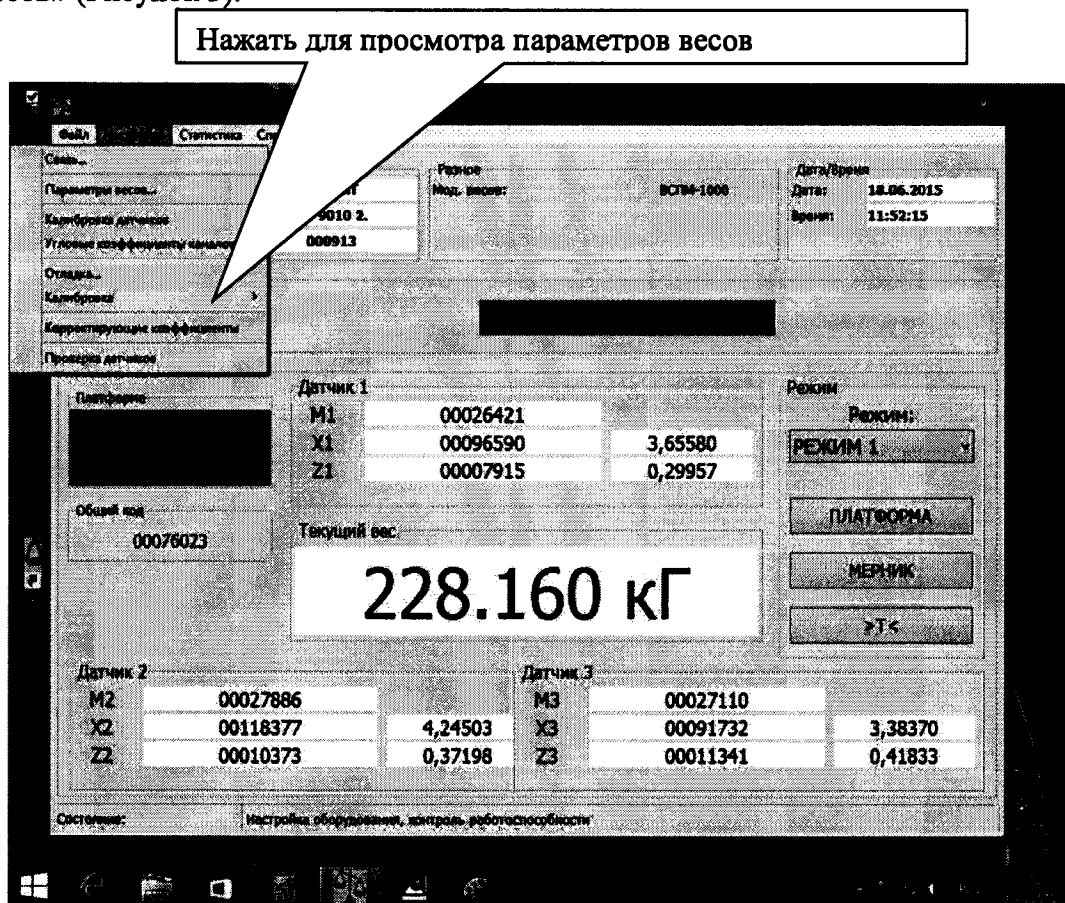 (Рисунок 3).
Нажать для просмотра параметров весов
Файл Статистика
Связь...
Параметры весов...
Калибровка датчиков
Угловые коэффициенты каналов
Отладка...
Калибровка
Корректирующие коэффициенты
Проверка датчиков
9010 2.
000913
Разное
Мод. весов: ВСПМ-1000
Дата/Время
Дата: 18.06.2015
Время: 11:52:15
Платформа
Общий код
00076023
Датчик 1
M1 00026421
X1 00096590 3,65580
Z1 00007915 0,29957
Текущий вес
228.160 кГ
Режим
Режим:
РЕЖИМ 1
ПЛАТФОРМА
МЕРНИК
>T<
Датчик 2
M2 00027886
X2 00118377 4,24503
Z2 00010373 0,37198
Датчик 3
M3 00027110
X3 00091732 3,38370
Z3 00011341 0,41833
Состояние: Настройка оборудования, контроль работоспособности